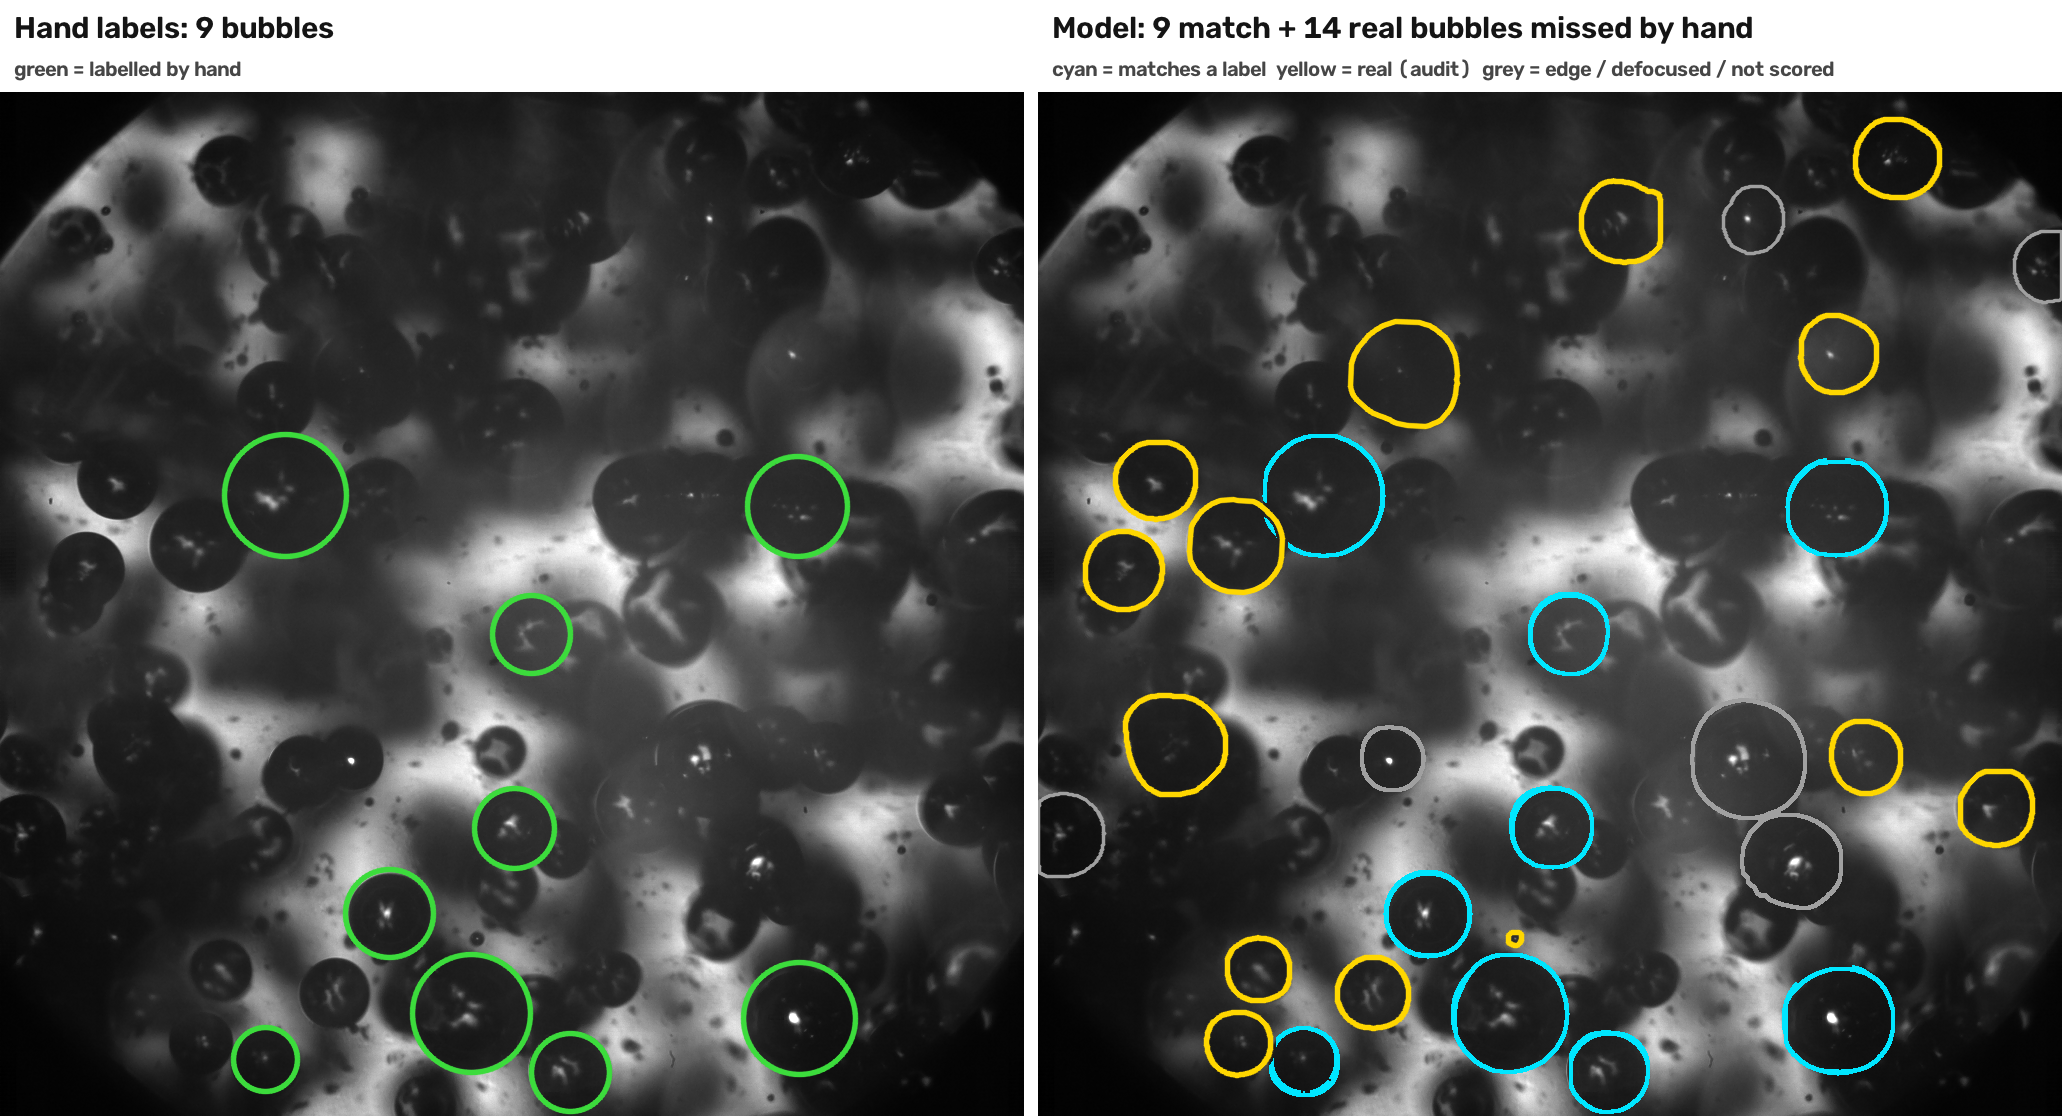 Hand labels: 9 bubbles
green = labelled by hand
Model: 9 match + 14 real bubbles missed by hand
cyan = matches a label yellow = real (audit) grey = edge / defocused / not scored